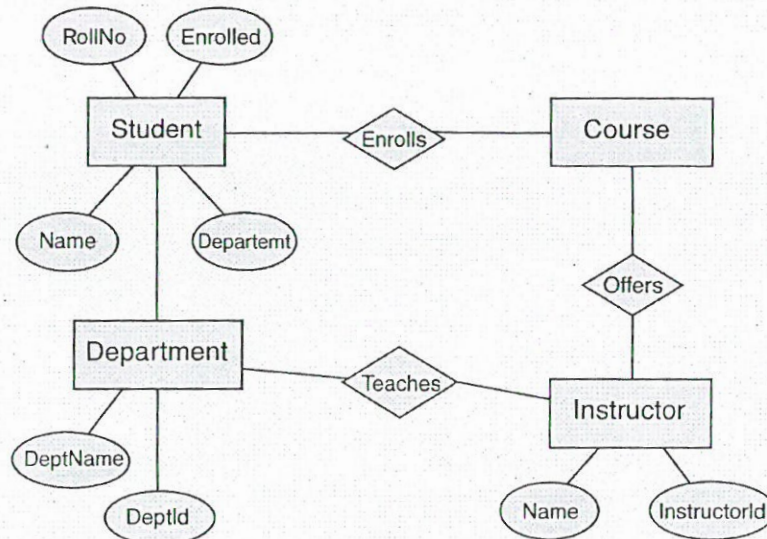 RollNo
Enrolled
Student
Enrolls
Course
Name
Departemt
Offers
Department
Teaches
Instructor
DeptName
DeptId
Name
InstructorId